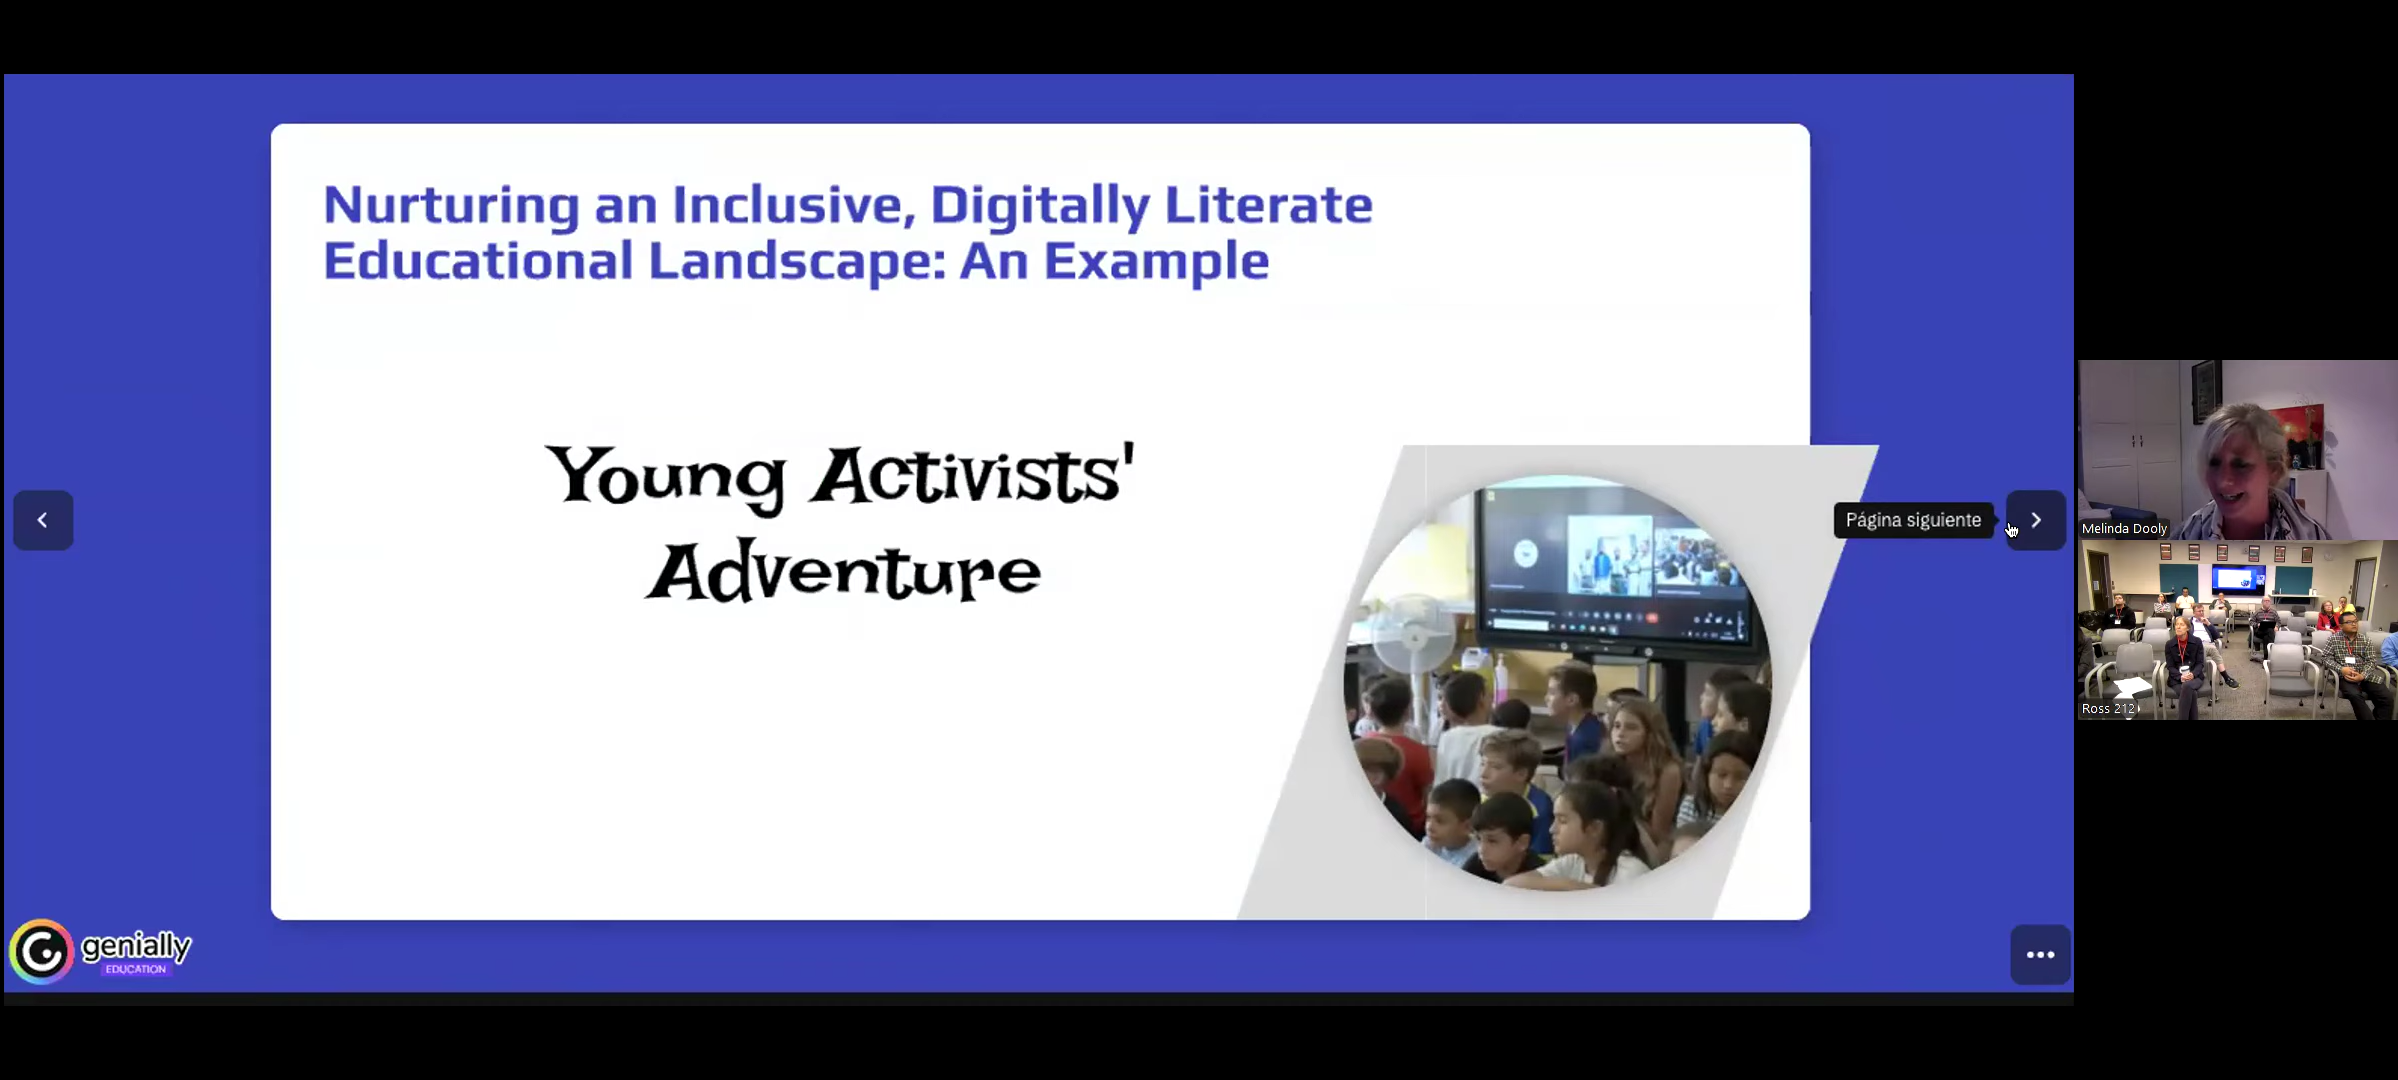 Nurturing an Inclusive, Digitally Literate
Educational Landscape: An Example
Young Activists'
Adventure
Página siguiente
genially
EDUCATION
Melinda Dooly
Ross 212